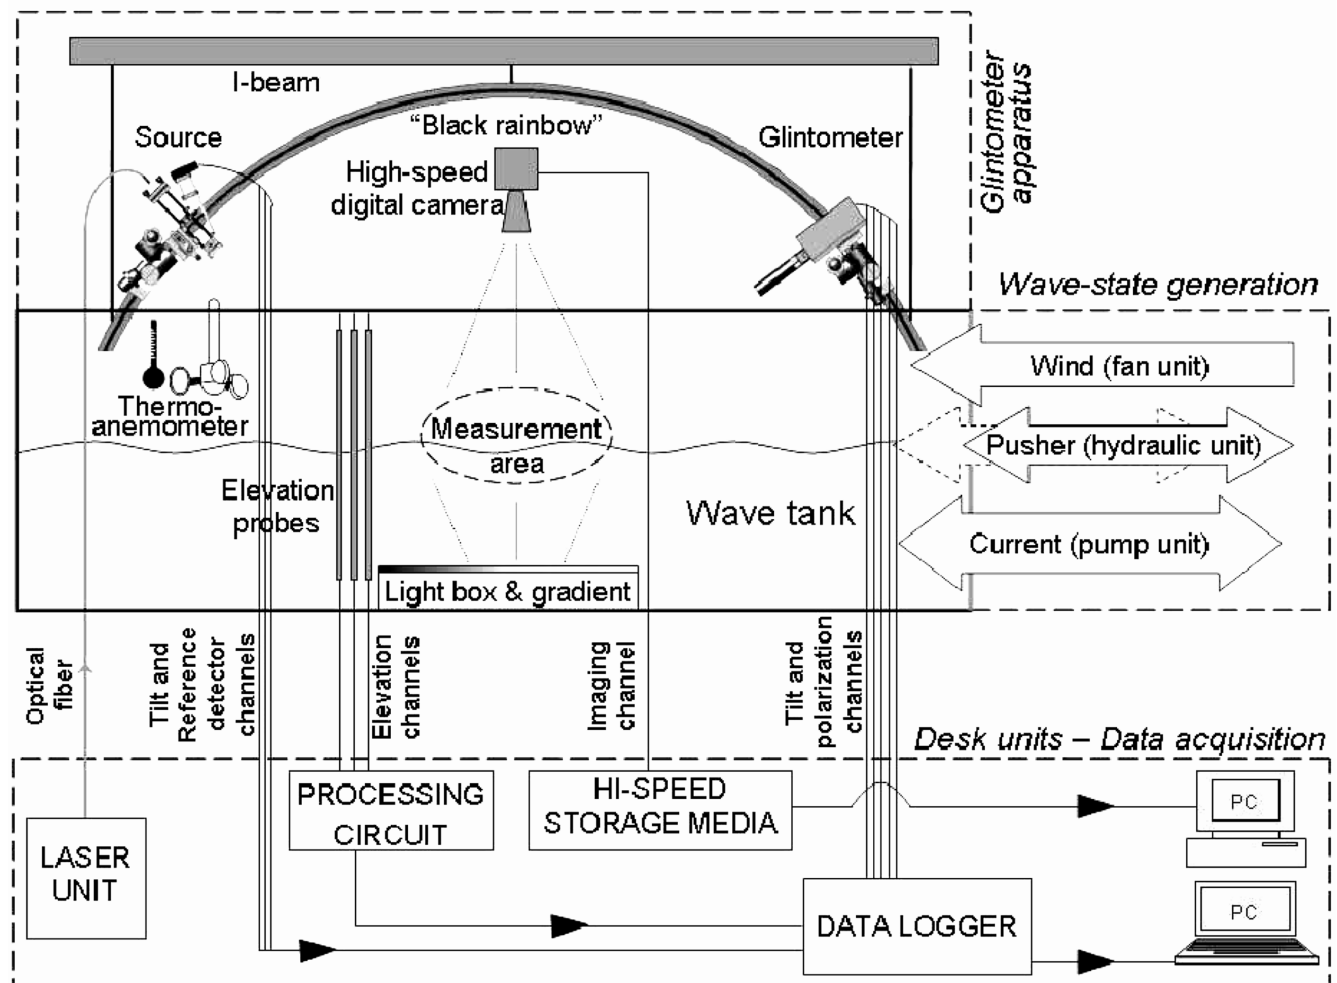 I-beam
Source
“Black rainbow”
Glintometer
High-speed
digital camera
Glintometer
apparatus
Wave-state generation
Wind (fan unit)
Thermo-
anemometer
Measurement
area
Pusher (hydraulic unit)
Elevation
probes
Wave tank
Current (pump unit)
Light box & gradient
Optical
fiber
Tilt and
Reference
detector
channels
Elevation
channels
Imaging
channel
Tilt and
polarization
channels
Desk units – Data acquisition
LASER
UNIT
PROCESSING
CIRCUIT
HI-SPEED
STORAGE MEDIA
PC
DATA LOGGER
PC